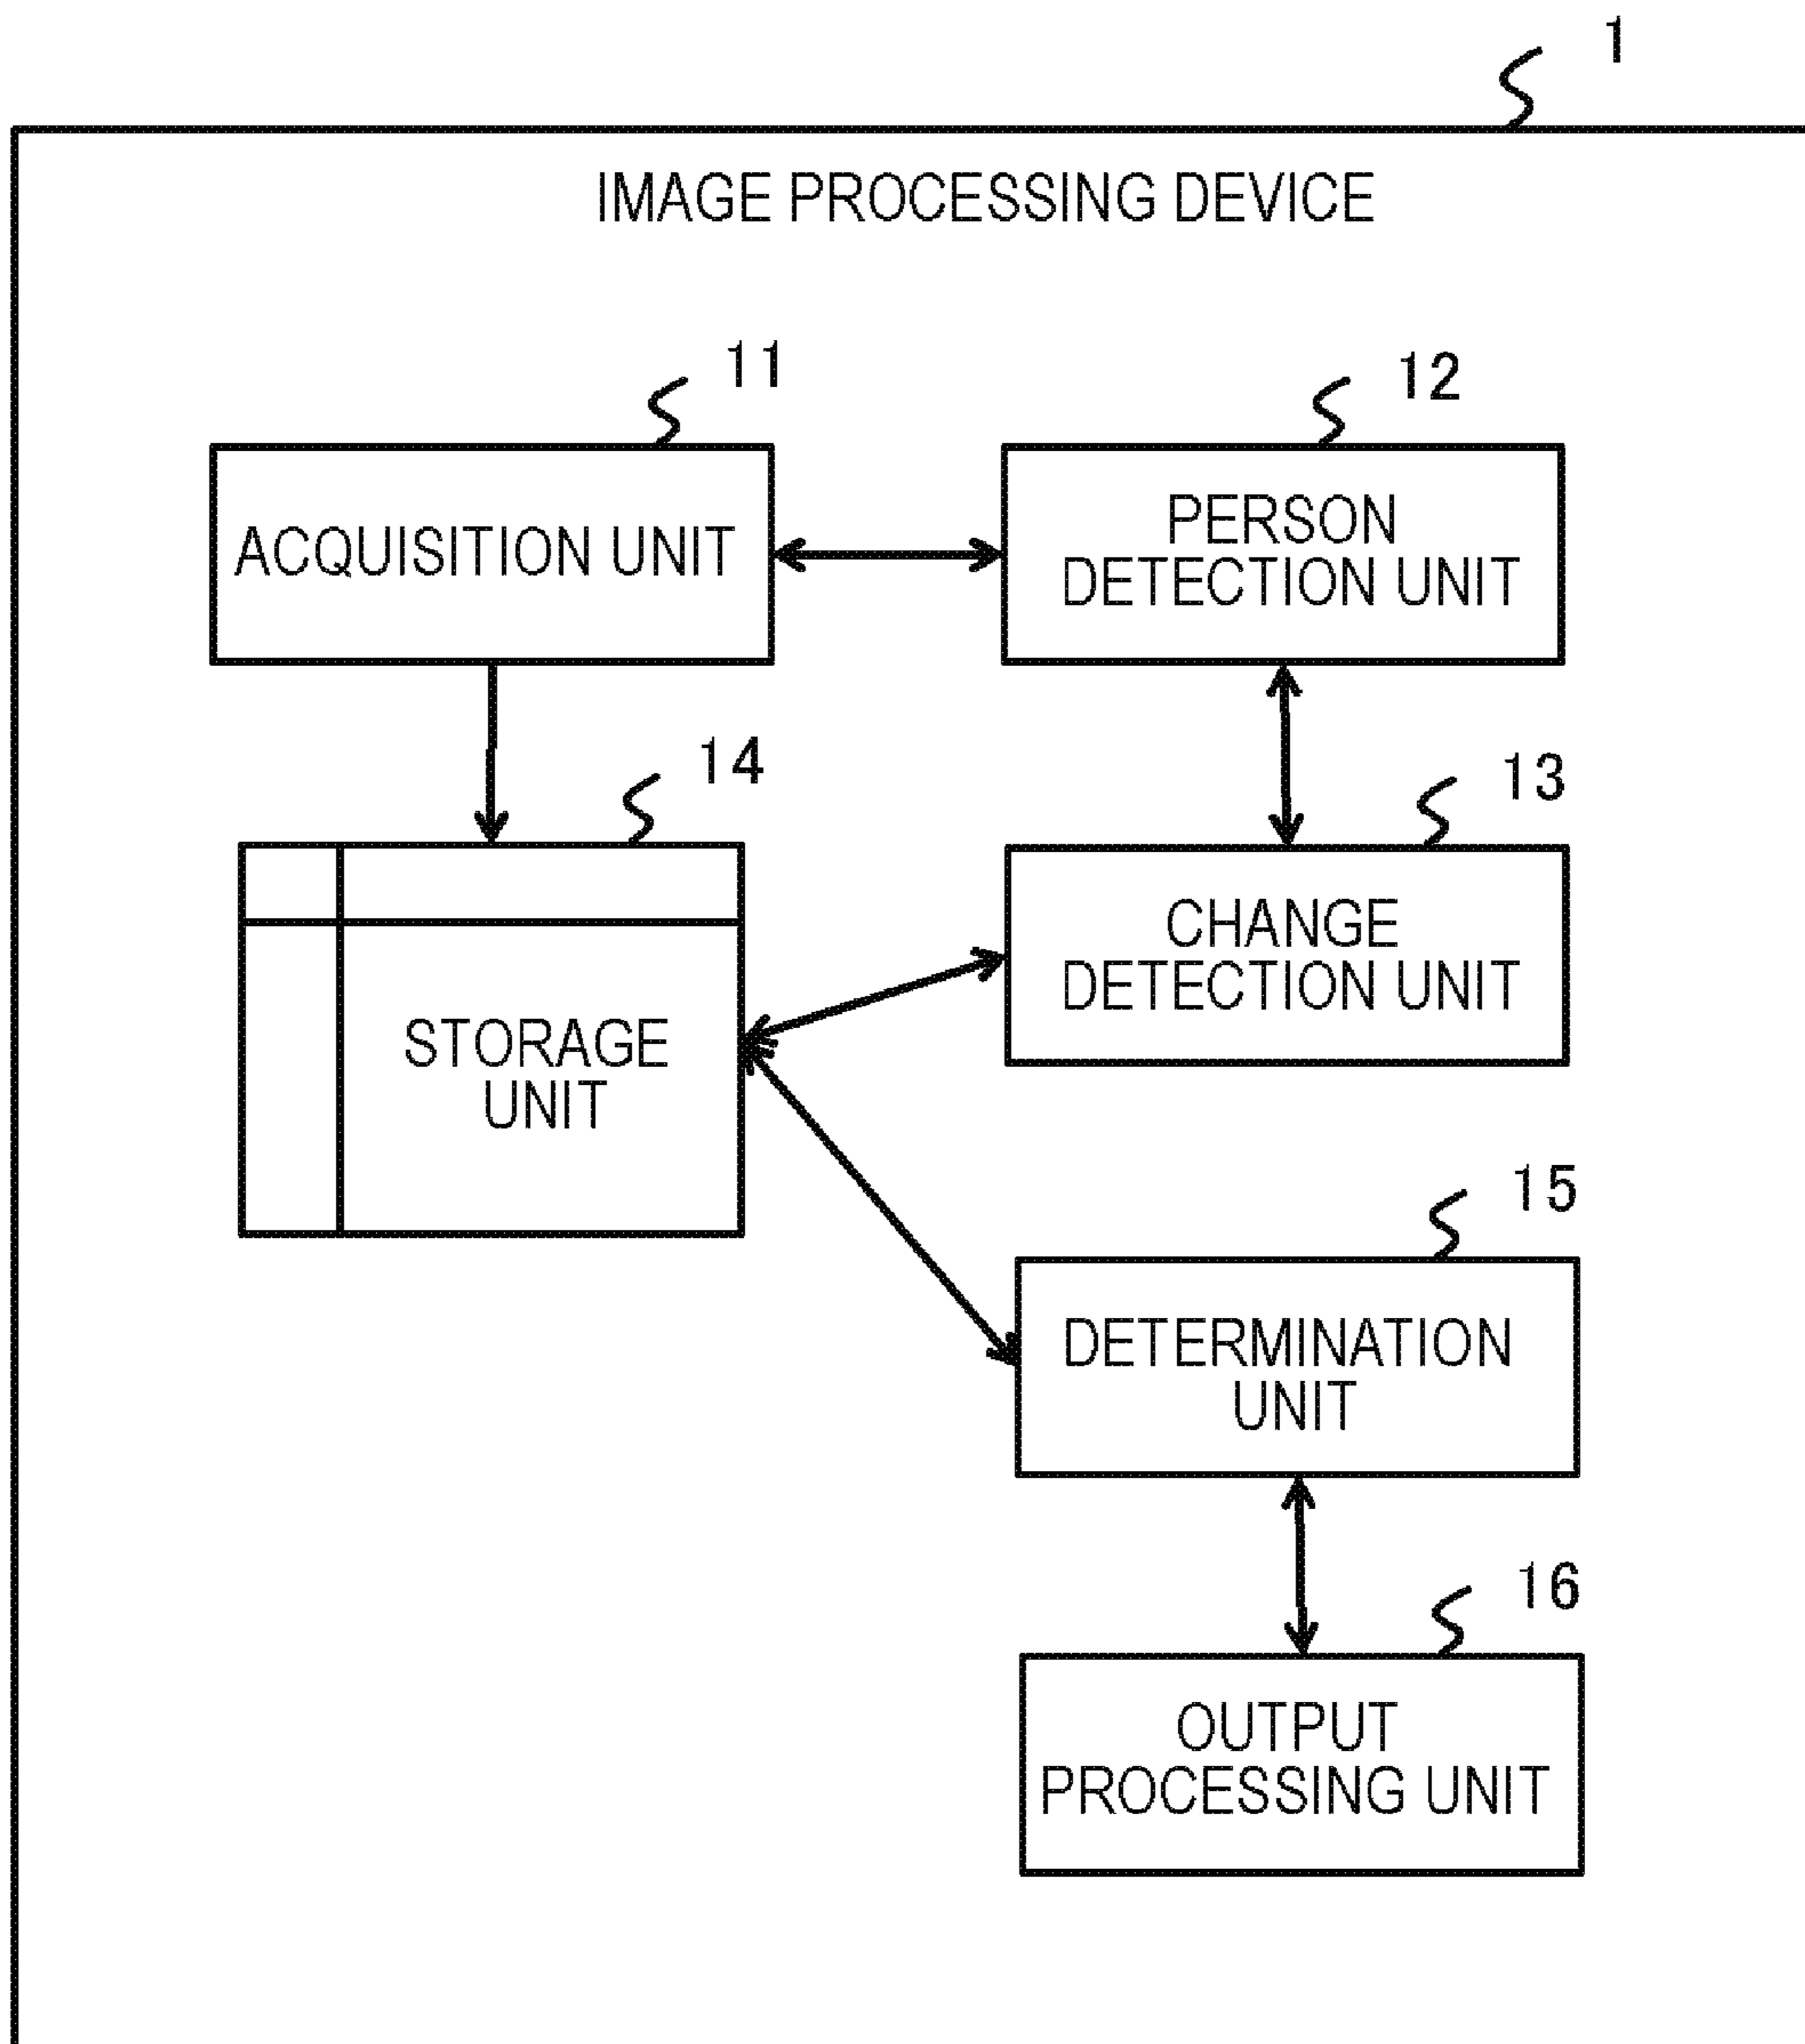 1
IMAGE PROCESSING DEVICE
11
12
ACQUISITION UNIT
PERSON
DETECTION UNIT
14
13
STORAGE
UNIT
CHANGE
DETECTION UNIT
15
DETERMINATION
UNIT
16
OUTPUT
PROCESSING UNIT